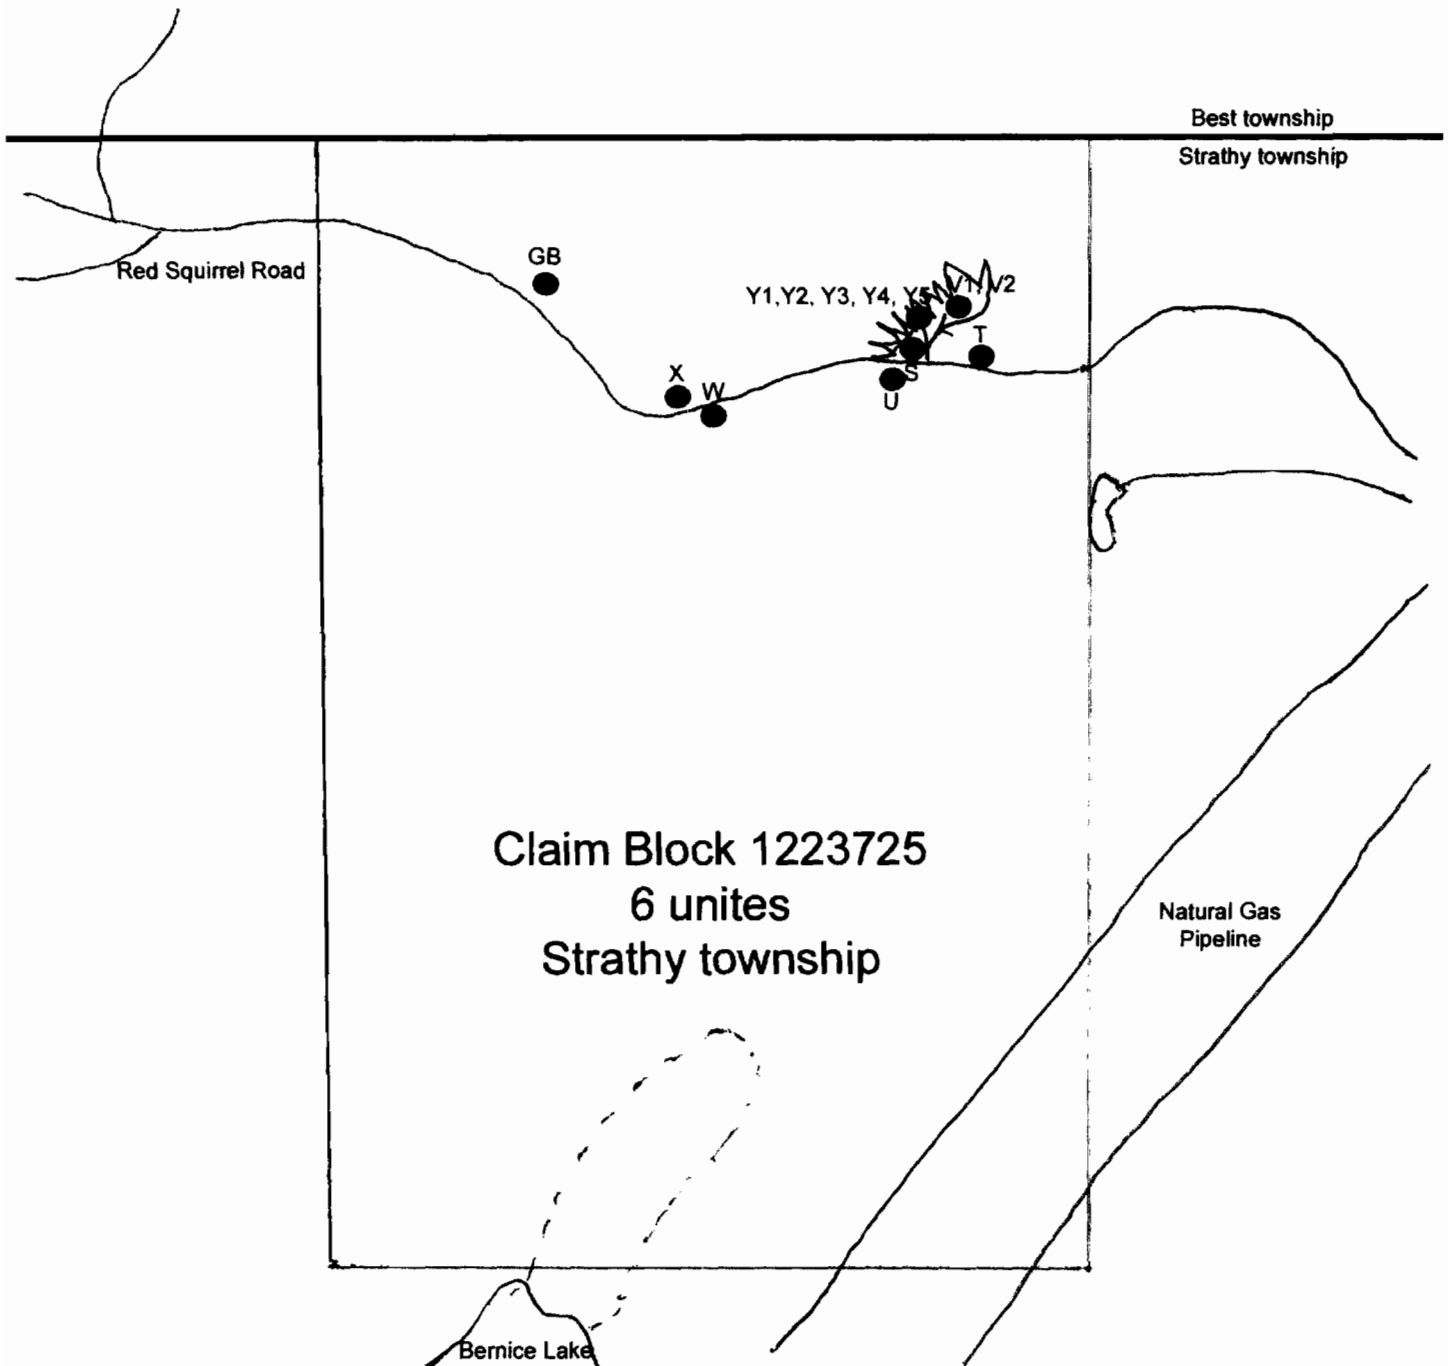 Best township
Strathy township
Red Squirrel Road
GB
Y1,Y2, Y3, Y4, Y5
V1, V2
T
X
S
W
U
Claim Block 1223725
6 unites
Strathy township
Natural Gas
Pipeline
Bernice Lake